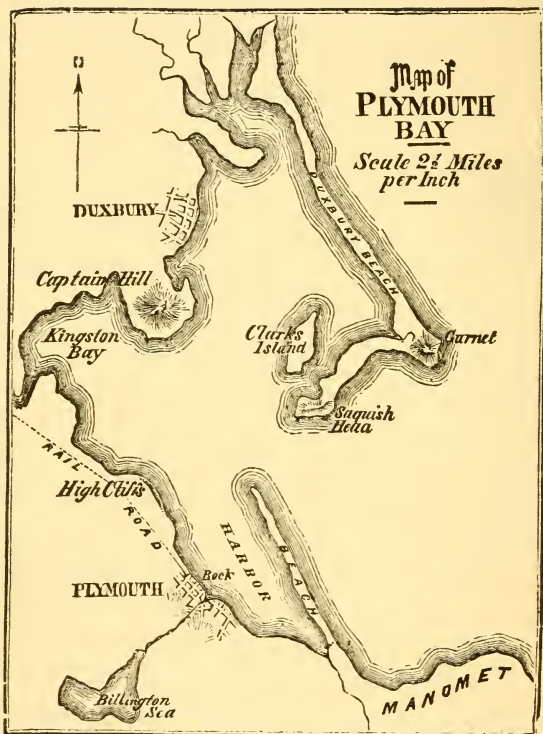 Map of
PLYMOUTH
BAY
Scale 2½ Miles
per Inch
DUXBURY
DUXBURY BEACH
Captain Hill
Kingston
Bay
Clarks
Island
Gurnet
Saquish
Head
RAIL ROAD
High Cliffs
HARBOR
BEACH
Rock
PLYMOUTH
MANOMET
Billington
Sea